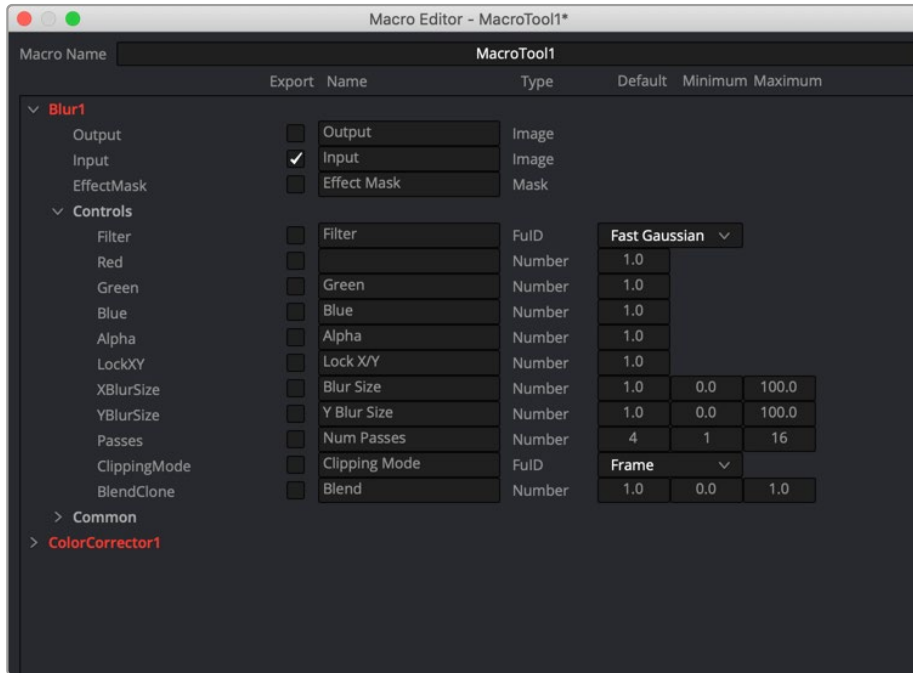 Macro Editor - MacroTool1*
Macro Name MacroTool1
Export Name Type Default Minimum Maximum
Blur1
Output Output Image
Input Input Image
EffectMask Effect Mask Mask
Controls
Filter Filter FuID Fast Gaussian
Red Number 1.0
Green Green Number 1.0
Blue Blue Number 1.0
Alpha Alpha Number 1.0
LockXY Lock X/Y Number 1.0
XBlurSize Blur Size Number 1.0 0.0 100.0
YBlurSize Y Blur Size Number 1.0 0.0 100.0
Passes Num Passes Number 4 1 16
ClippingMode Clipping Mode FuID Frame
BlendClone Blend Number 1.0 0.0 1.0
Common
ColorCorrector1